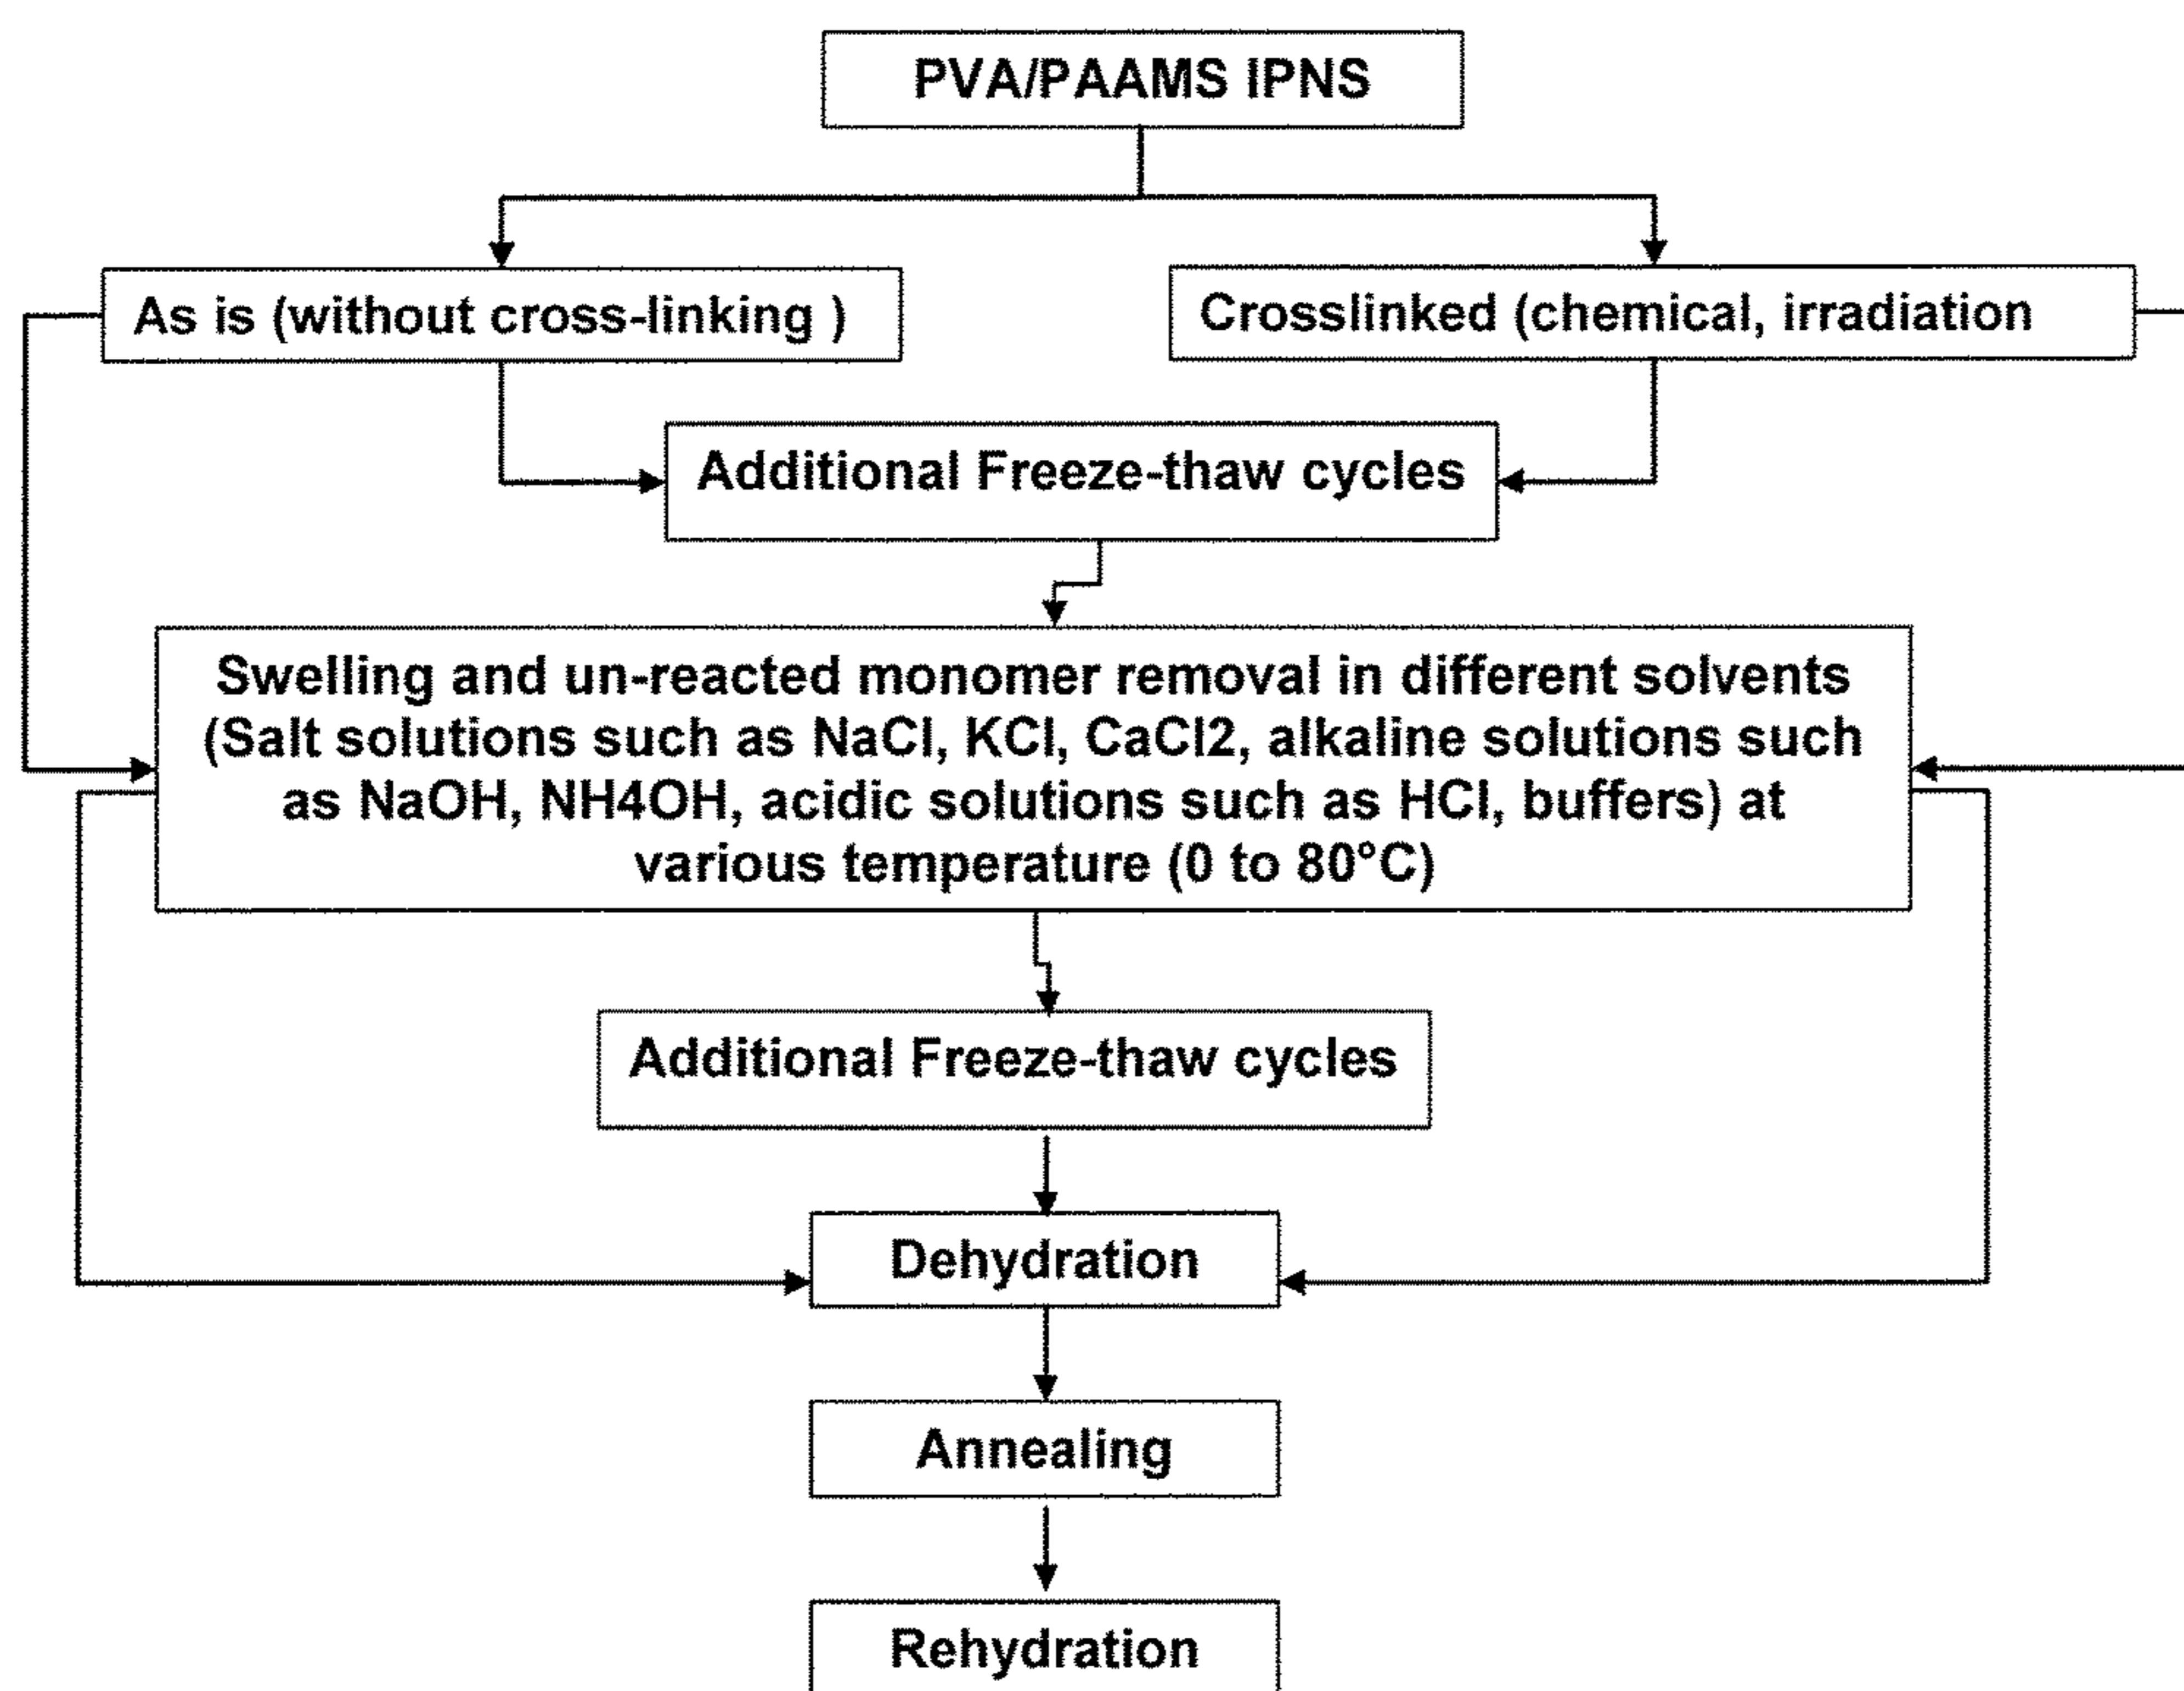 PVA/PAAMS IPNS
As is (without cross-linking )
Crosslinked (chemical, irradiation
Additional Freeze-thaw cycles
Swelling and un-reacted monomer removal in different solvents
(Salt solutions such as NaCl, KCl, CaCl2, alkaline solutions such
as NaOH, NH4OH, acidic solutions such as HCl, buffers) at
various temperature (0 to 80°C)
Additional Freeze-thaw cycles
Dehydration
Annealing
Rehydration